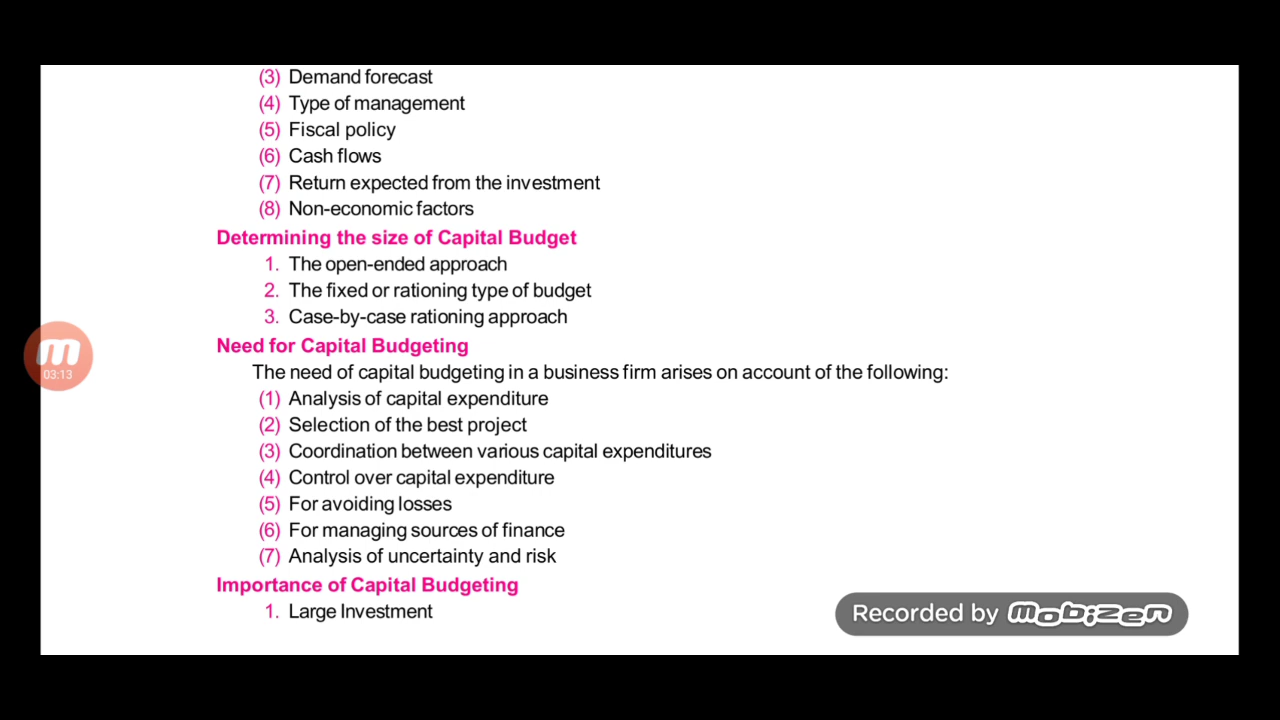 (3) Demand forecast
(4) Type of management
(5) Fiscal policy
(6) Cash flows
(7) Return expected from the investment
(8) Non-economic factors
Determining the size of Capital Budget
1. The open-ended approach
2. The fixed or rationing type of budget
3. Case-by-case rationing approach
Need for Capital Budgeting
The need of capital budgeting in a business firm arises on account of the following:
(1) Analysis of capital expenditure
(2) Selection of the best project
(3) Coordination between various capital expenditures
(4) Control over capital expenditure
(5) For avoiding losses
(6) For managing sources of finance
(7) Analysis of uncertainty and risk
Importance of Capital Budgeting
1. Large Investment
m
03:13
Recorded by mobizen